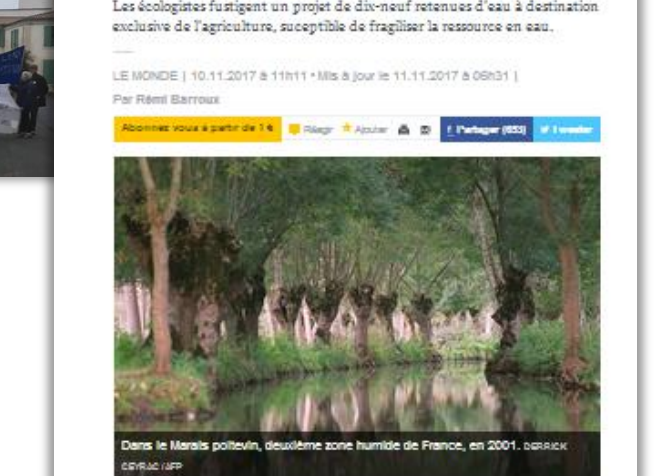 Les écologistes fustigent un projet de dix-neuf retenues d'eau à destination
exclusive de l'agriculture, suceptible de fragiliser la ressource en eau.
LE MONDE | 10.11.2017 à 11h11 • Mis à jour le 11.11.2017 à 06h31 |
Par Rémi Barroux
Abonnez vous à partir de 1 € Réagir Ajouter f Partager (653) Tweeter
Dans le Marais poitevin, deuxième zone humide de France, en 2001. DERRICK
CEYRAC / AFP